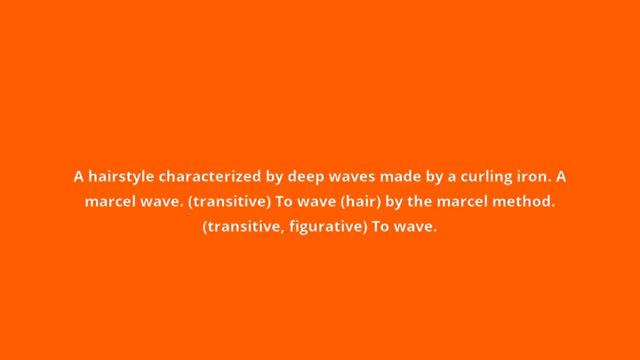 A hairstyle characterized by deep waves made by a curling iron. A
marcel wave. (transitive) To wave (hair) by the marcel method.
(transitive, figurative) To wave.